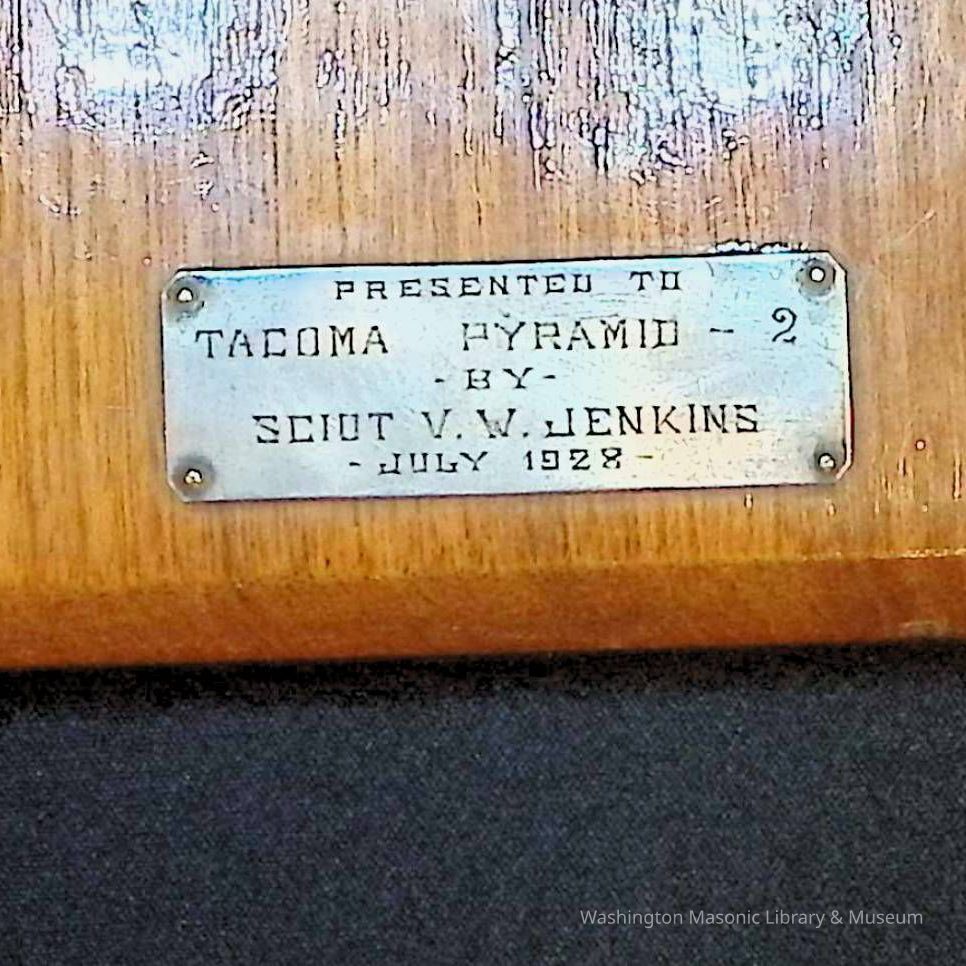 PRESENTED TO
TACOMA PYRAMID - 2
- BY -
SCIOT V. W. JENKINS
- JULY 1928 -
Washington Masonic Library & Museum